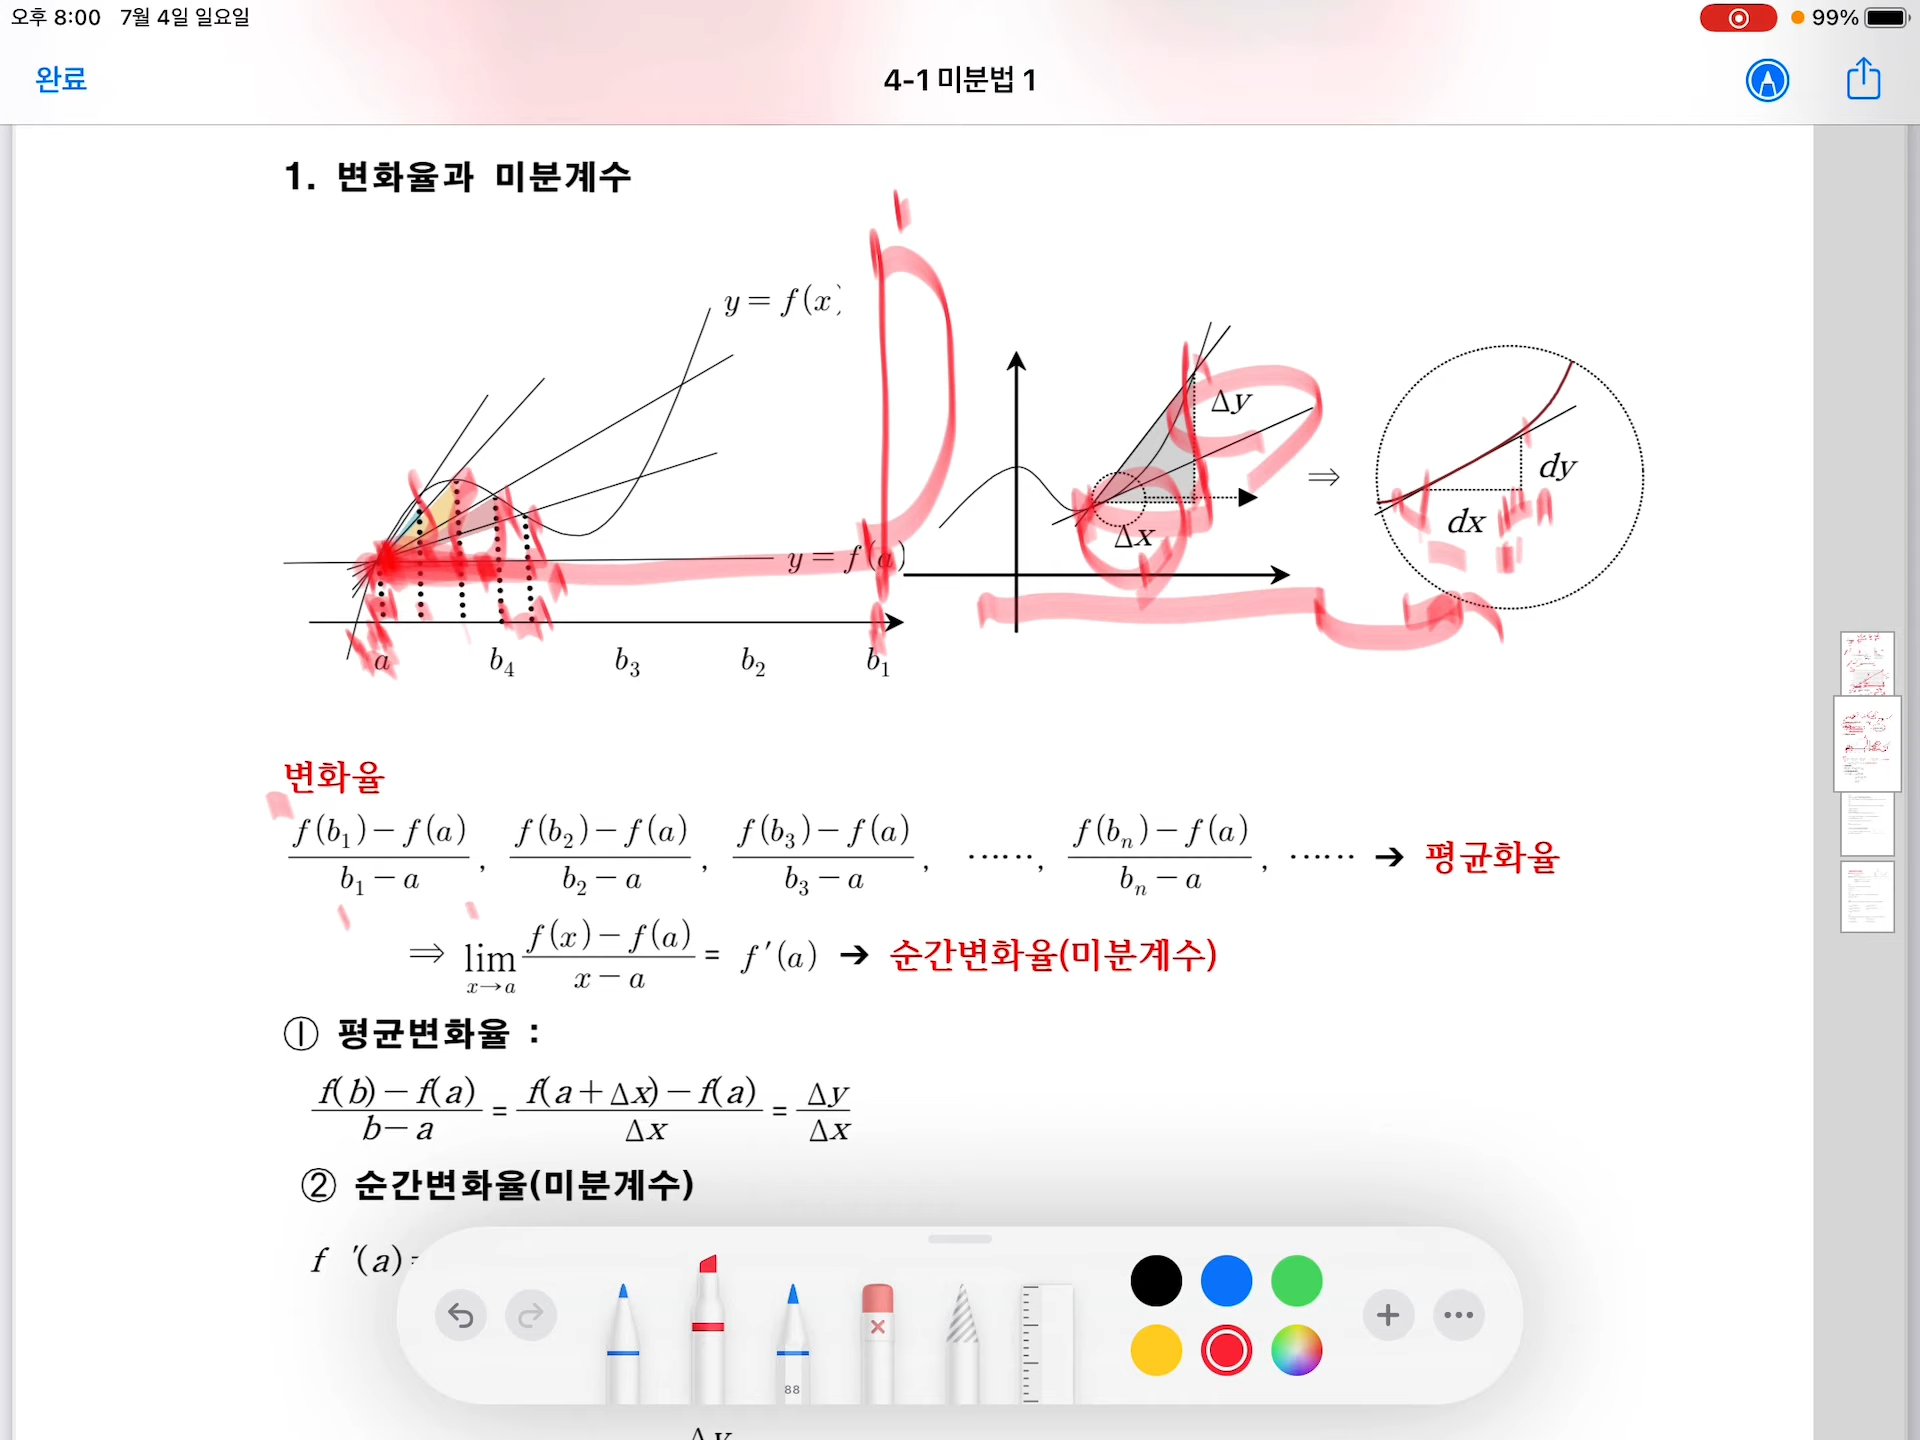 오후 8:00 7월 4일 일요일 99%
완료 4-1 미분법 1
1. 변화율과 미분계수
y = f(x)
y = f(a)
a b₄ b₃ b₂ b₁
Δy
Δx
⇒
dy
dx
변화율
f(b₁) − f(a) / b₁ − a , f(b₂) − f(a) / b₂ − a , f(b₃) − f(a) / b₃ − a , ⋯⋯, f(bₙ) − f(a) / bₙ − a , ⋯⋯ ➔ 평균화율
⇒ lim x→a f(x) − f(a) / x − a = f′(a) ➔ 순간변화율(미분계수)
① 평균변화율 :
f(b) − f(a) / b − a = f(a + Δx) − f(a) / Δx = Δy / Δx
② 순간변화율(미분계수)
f ′(a) =
88